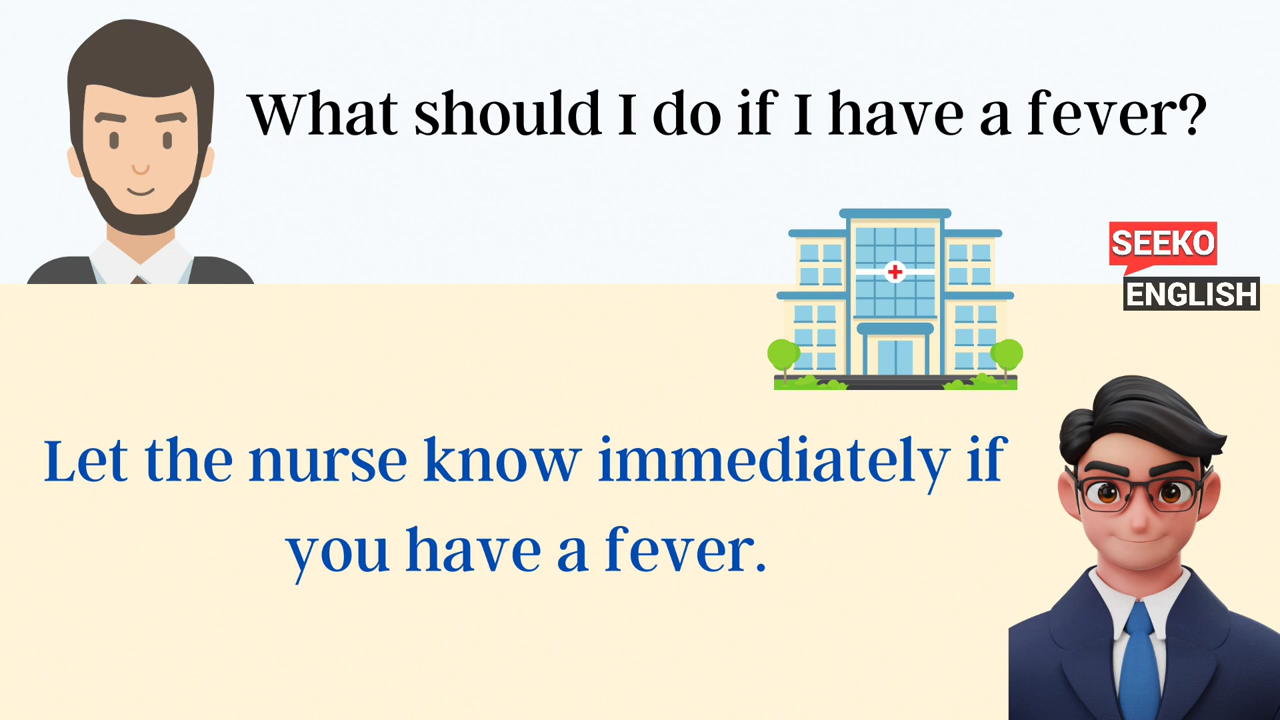 What should I do if I have a fever?
SEEKO
ENGLISH
Let the nurse know immediately if
you have a fever.